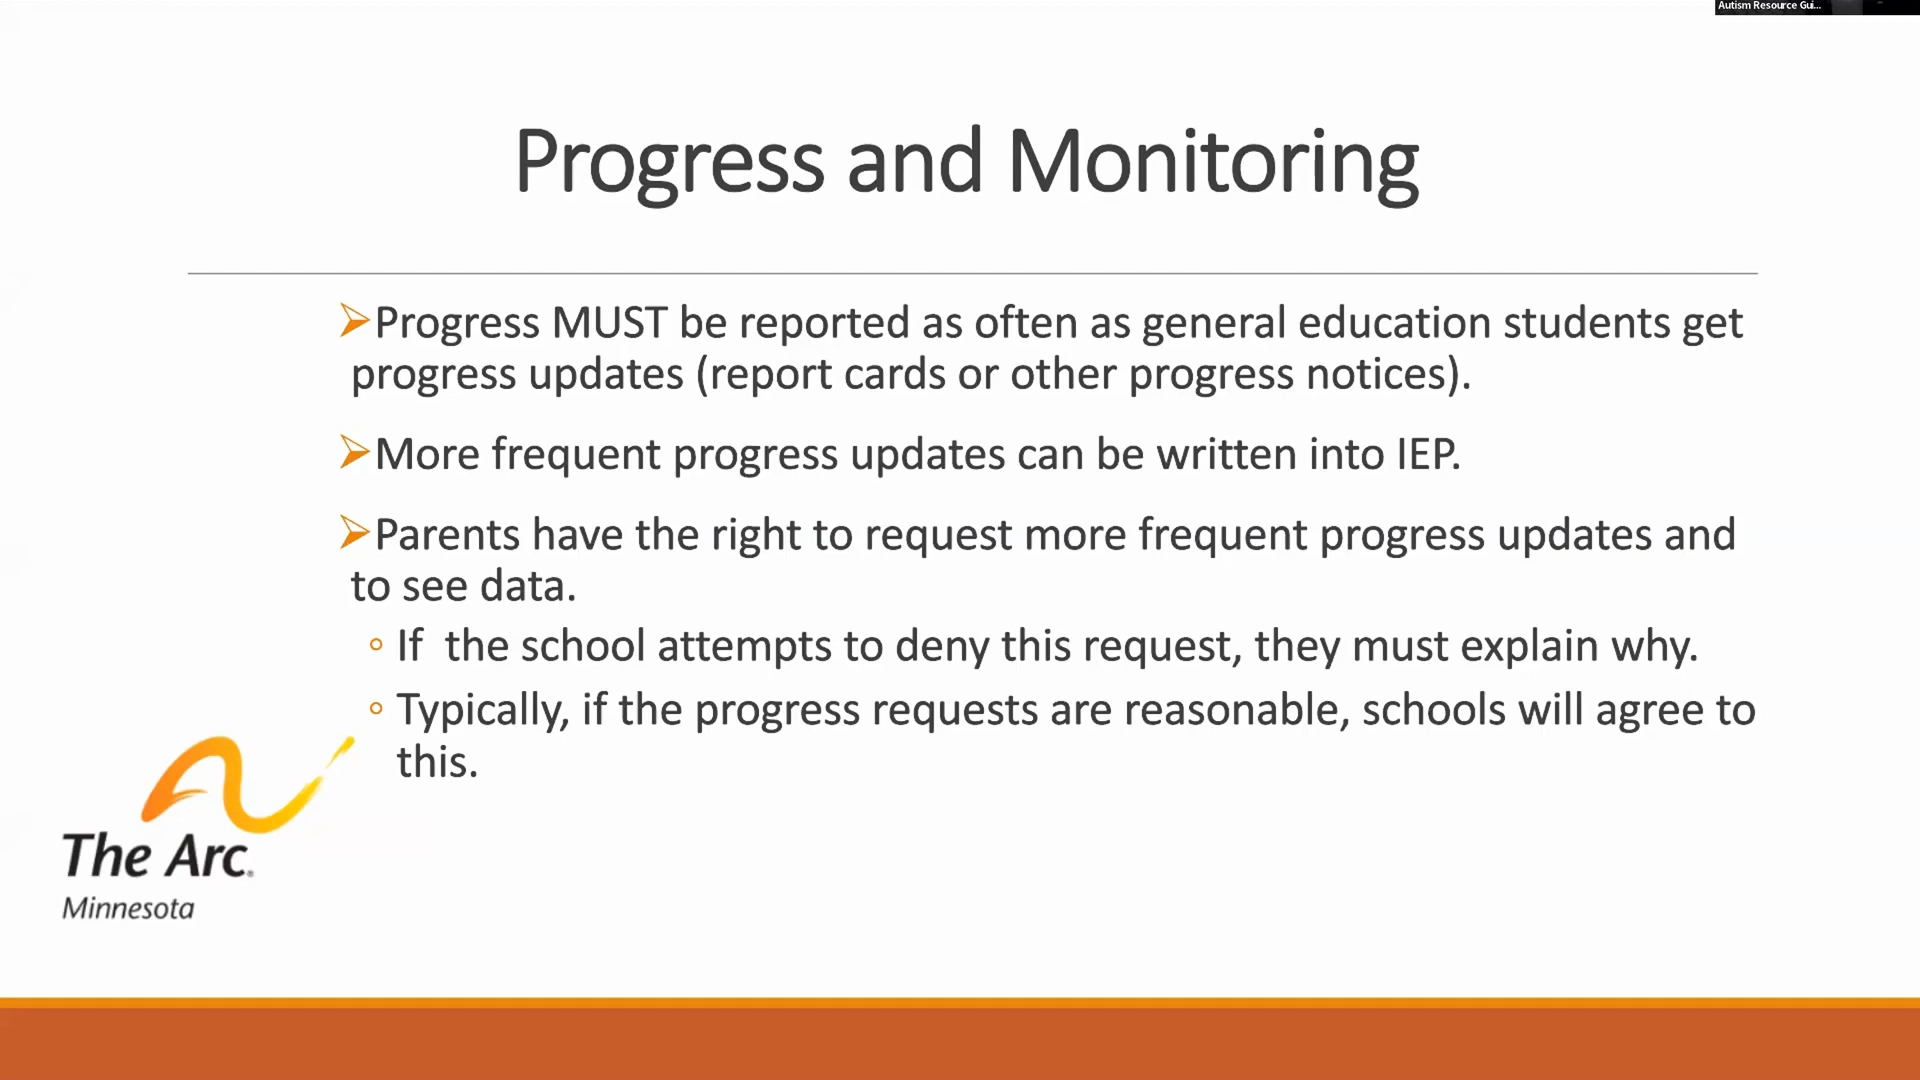 Autism Resource Gui...
Progress and Monitoring
➢Progress MUST be reported as often as general education students get
progress updates (report cards or other progress notices).
➢More frequent progress updates can be written into IEP.
➢Parents have the right to request more frequent progress updates and
to see data.
◦ If  the school attempts to deny this request, they must explain why.
◦ Typically, if the progress requests are reasonable, schools will agree to
this.
The Arc®
Minnesota